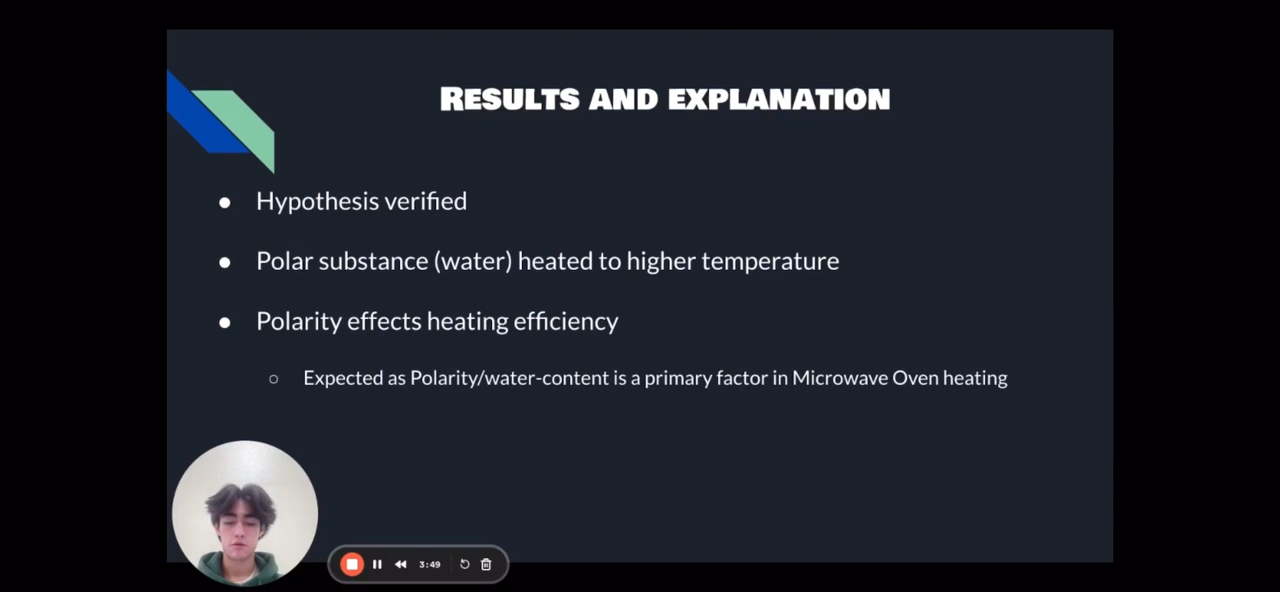 Results and explanation
● Hypothesis verified
● Polar substance (water) heated to higher temperature
● Polarity effects heating efficiency
○ Expected as Polarity/water-content is a primary factor in Microwave Oven heating
3:49